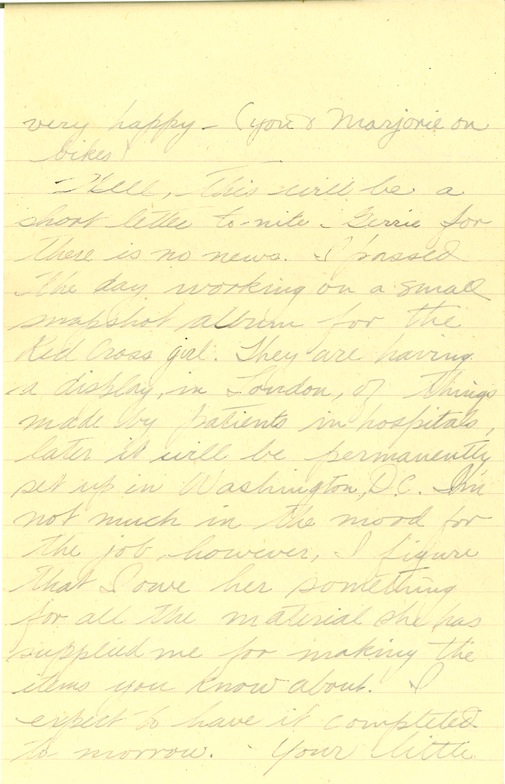 very happy - (you & Marjorie on
bikes)
Well, this will be a
short letter to-nite Gerrie for
there is no news. I passed
the day working on a small
snapshot album for the
Red Cross girl. They are having
a display, in London, of things
made by patients in hospitals,
later it will be permanently
set up in Washington, D.C. I'm
not much in the mood for
the job, however, I figure
that I owe her something
for all the material she has
supplied me for making the
items you know about. I
expect to have it completed
to morrow. - Your little